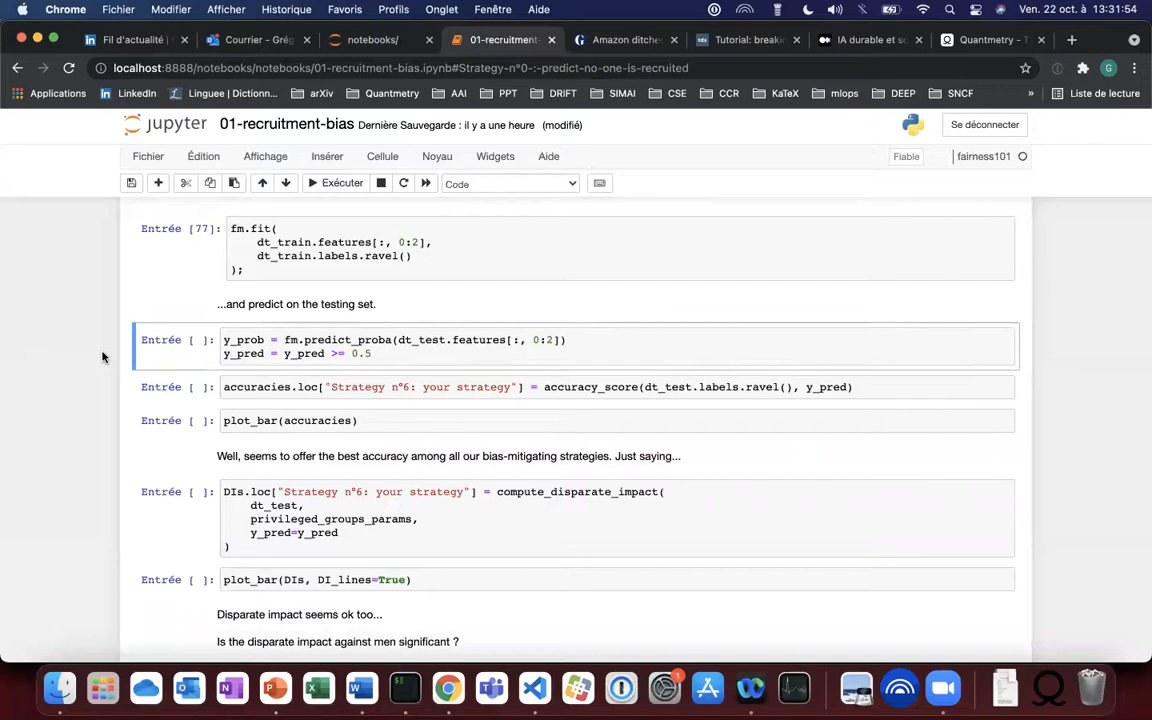 Chrome Fichier Modifier Afficher Historique Favoris Profils Onglet Fenêtre Aide Ven. 22 oct. à 13:31:54
Fil d'actualité | Courrier - Grég notebooks/ 01-recruitment- Amazon ditche Tutorial: break IA durable et so Quantmetry - T
localhost:8888/notebooks/notebooks/01-recruitment-bias.ipynb#Strategy-n°0-:-predict-no-one-is-recruited
Applications LinkedIn Linguee | Dictionn... arXiv Quantmetry AAI PPT DRIFT SIMAI CSE CCR KaTeX mlops DEEP SNCF » Liste de lecture
jupyter 01-recruitment-bias Dernière Sauvegarde : il y a une heure (modifié) Se déconnecter
Fichier Édition Affichage Insérer Cellule Noyau Widgets Aide Fiable fairness101
Exécuter Code
Entrée [77]: fm.fit(
dt_train.features[:, 0:2],
dt_train.labels.ravel()
);
...and predict on the testing set.
Entrée [ ]: y_prob = fm.predict_proba(dt_test.features[:, 0:2])
y_pred = y_pred >= 0.5
Entrée [ ]: accuracies.loc["Strategy n°6: your strategy"] = accuracy_score(dt_test.labels.ravel(), y_pred)
Entrée [ ]: plot_bar(accuracies)
Well, seems to offer the best accuracy among all our bias-mitigating strategies. Just saying...
Entrée [ ]: DIs.loc["Strategy n°6: your strategy"] = compute_disparate_impact(
dt_test,
privileged_groups_params,
y_pred=y_pred
)
Entrée [ ]: plot_bar(DIs, DI_lines=True)
Disparate impact seems ok too...
Is the disparate impact against men significant ?